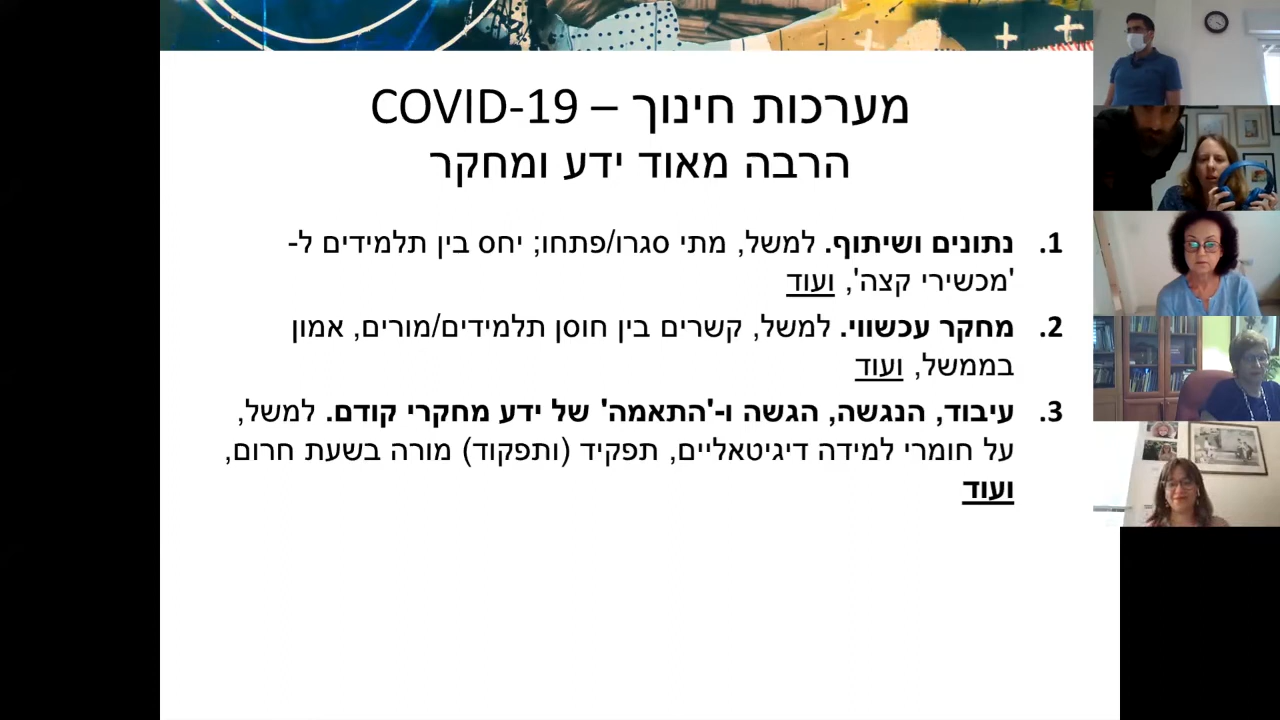 מערכות חינוך – COVID-19
הרבה מאוד ידע ומחקר
1. נתונים ושיתוף. למשל, מתי סגרו/פתחו; יחס בין תלמידים ל-
'מכשירי קצה', ועוד
2. מחקר עכשווי. למשל, קשרים בין חוסן תלמידים/מורים, אמון
בממשל, ועוד
3. עיבוד, הנגשה, הגשה ו-'התאמה' של ידע מחקרי קודם. למשל,
על חומרי למידה דיגיטאליים, תפקיד (ותפקוד) מורה בשעת חרום,
ועוד